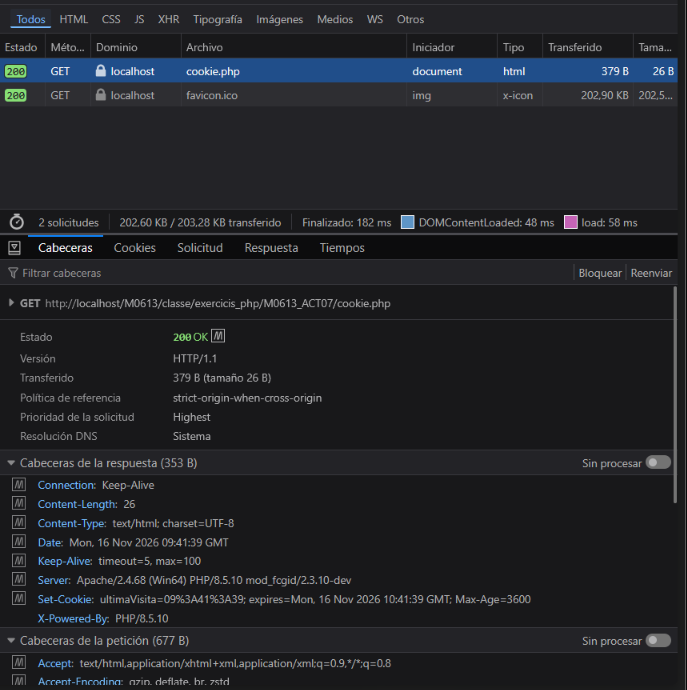 Todos HTML CSS JS XHR Tipografía Imágenes Medios WS Otros
Estado Méto... Dominio Archivo Iniciador Tipo Transferido Tama...
200 GET localhost cookie.php document html 379 B 26 B
200 GET localhost favicon.ico img x-icon 202,90 KB 202,5...
2 solicitudes 202,60 KB / 203,28 KB transferido Finalizado: 182 ms DOMContentLoaded: 48 ms load: 58 ms
Cabeceras Cookies Solicitud Respuesta Tiempos
Filtrar cabeceras Bloquear Reenviar
GET http://localhost/M0613/classe/exercicis_php/M0613_ACT07/cookie.php
Estado 200 OK M
Versión HTTP/1.1
Transferido 379 B (tamaño 26 B)
Política de referencia strict-origin-when-cross-origin
Prioridad de la solicitud Highest
Resolución DNS Sistema
Cabeceras de la respuesta (353 B) Sin procesar
M Connection: Keep-Alive
M Content-Length: 26
M Content-Type: text/html; charset=UTF-8
M Date: Mon, 16 Nov 2026 09:41:39 GMT
M Keep-Alive: timeout=5, max=100
M Server: Apache/2.4.68 (Win64) PHP/8.5.10 mod_fcgid/2.3.10-dev
M Set-Cookie: ultimaVisita=09%3A41%3A39; expires=Mon, 16 Nov 2026 10:41:39 GMT; Max-Age=3600
X-Powered-By: PHP/8.5.10
Cabeceras de la petición (677 B) Sin procesar
M Accept: text/html,application/xhtml+xml,application/xml;q=0.9,*/*;q=0.8
M Accept-Encoding: gzip, deflate, br, zstd